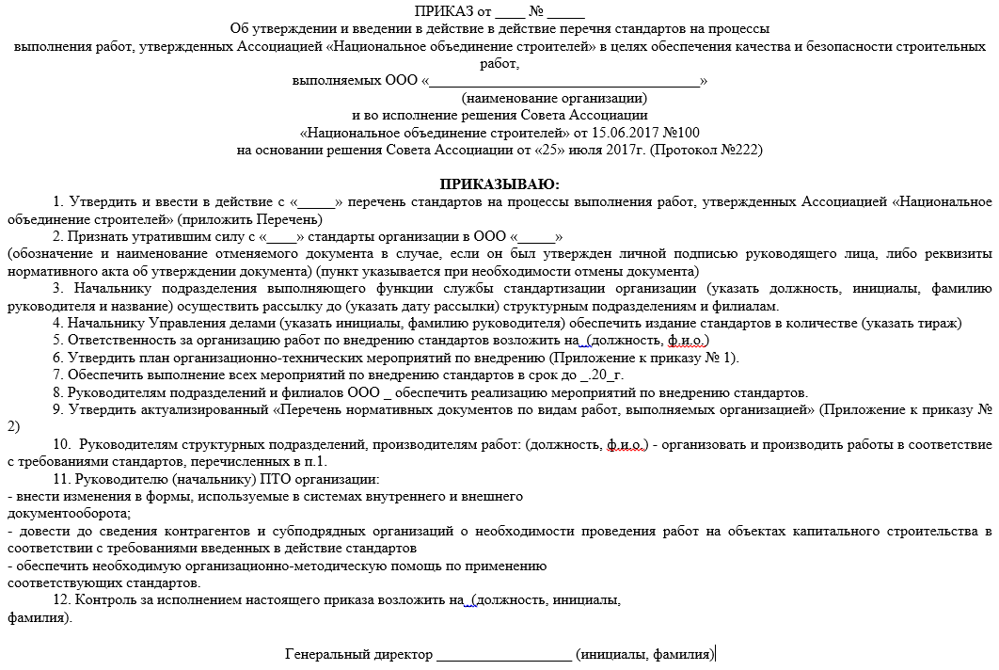 ПРИКАЗ от ____ № _____
Об утверждении и введении в действие в действие перечня стандартов на процессы
выполнения работ, утвержденных Ассоциацией «Национальное объединение строителей» в целях обеспечения качества и безопасности строительных
работ,
выполняемых ООО «____________________________________»
(наименование организации)
и во исполнение решения Совета Ассоциации
«Национальное объединение строителей» от 15.06.2017 №100
на основании решения Совета Ассоциации от «25» июля 2017г. (Протокол №222)
ПРИКАЗЫВАЮ:
1. Утвердить и ввести в действие с «_____» перечень стандартов на процессы выполнения работ, утвержденных Ассоциацией «Национальное
объединение строителей» (приложить Перечень)
2. Признать утратившим силу с «____» стандарты организации в ООО «_____»
(обозначение и наименование отменяемого документа в случае, если он был утвержден личной подписью руководящего лица, либо реквизиты
нормативного акта об утверждении документа) (пункт указывается при необходимости отмены документа)
3. Начальнику подразделения выполняющего функции службы стандартизации организации (указать должность, инициалы, фамилию
руководителя и название) осуществить рассылку до (указать дату рассылки) структурным подразделениям и филиалам.
4. Начальнику Управления делами (указать инициалы, фамилию руководителя) обеспечить издание стандартов в количестве (указать тираж)
5. Ответственность за организацию работ по внедрению стандартов возложить на_ (должность, ф.и.о.)
6. Утвердить план организационно-технических мероприятий по внедрению (Приложение к приказу № 1).
7. Обеспечить выполнение всех мероприятий по внедрению стандартов в срок до _.20_г.
8. Руководителям подразделений и филиалов ООО _ обеспечить реализацию мероприятий по внедрению стандартов.
9. Утвердить актуализированный «Перечень нормативных документов по видам работ, выполняемых организацией» (Приложение к приказу №
2)
10. Руководителям структурных подразделений, производителям работ: (должность, ф.и.о.) - организовать и производить работы в соответствие
с требованиями стандартов, перечисленных в п.1.
11. Руководителю (начальнику) ПТО организации:
- внести изменения в формы, используемые в системах внутреннего и внешнего
документооборота;
- довести до сведения контрагентов и субподрядных организаций о необходимости проведения работ на объектах капитального строительства в
соответствии с требованиями введенных в действие стандартов
- обеспечить необходимую организационно-методическую помощь по применению
соответствующих стандартов.
12. Контроль за исполнением настоящего приказа возложить на_ (должность, инициалы,
фамилия).
Генеральный директор __________________ (инициалы, фамилия)